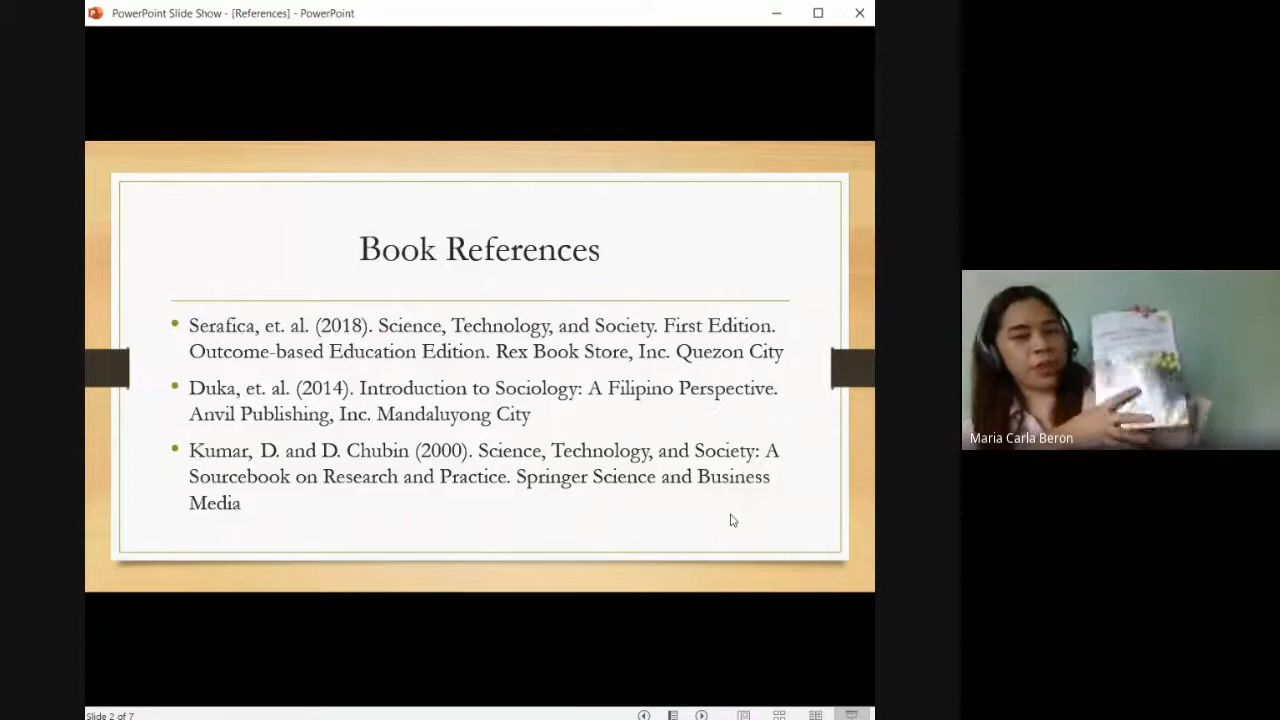 PowerPoint Slide Show - [References] - PowerPoint
Book References
• Serafica, et. al. (2018). Science, Technology, and Society. First Edition.
Outcome-based Education Edition. Rex Book Store, Inc. Quezon City
• Duka, et. al. (2014). Introduction to Sociology: A Filipino Perspective.
Anvil Publishing, Inc. Mandaluyong City
• Kumar, D. and D. Chubin (2000). Science, Technology, and Society: A
Sourcebook on Research and Practice. Springer Science and Business
Media
Maria Carla Beron
Slide 2 of 7